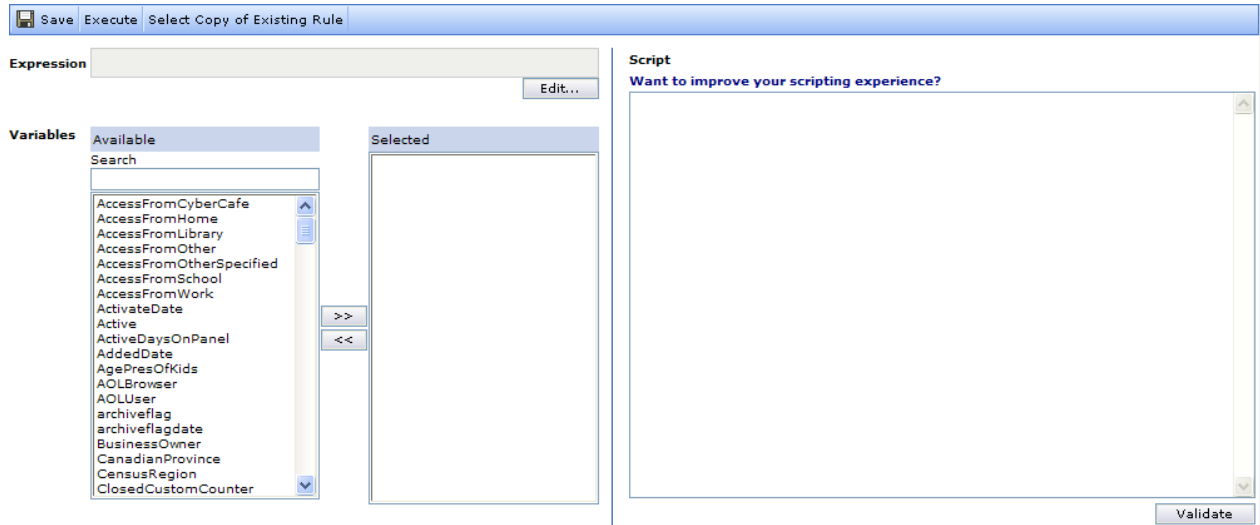 Save Execute Select Copy of Existing Rule
Expression
Edit...
Variables
Available
Search
AccessFromCyberCafe
AccessFromHome
AccessFromLibrary
AccessFromOther
AccessFromOtherSpecified
AccessFromSchool
AccessFromWork
ActivateDate
Active
ActiveDaysOnPanel
AddedDate
AgePresOfKids
AOLBrowser
AOLUser
archiveflag
archiveflagdate
BusinessOwner
CanadianProvince
CensusRegion
ClosedCustomCounter
>>
<<
Selected
Script
Want to improve your scripting experience?
Validate